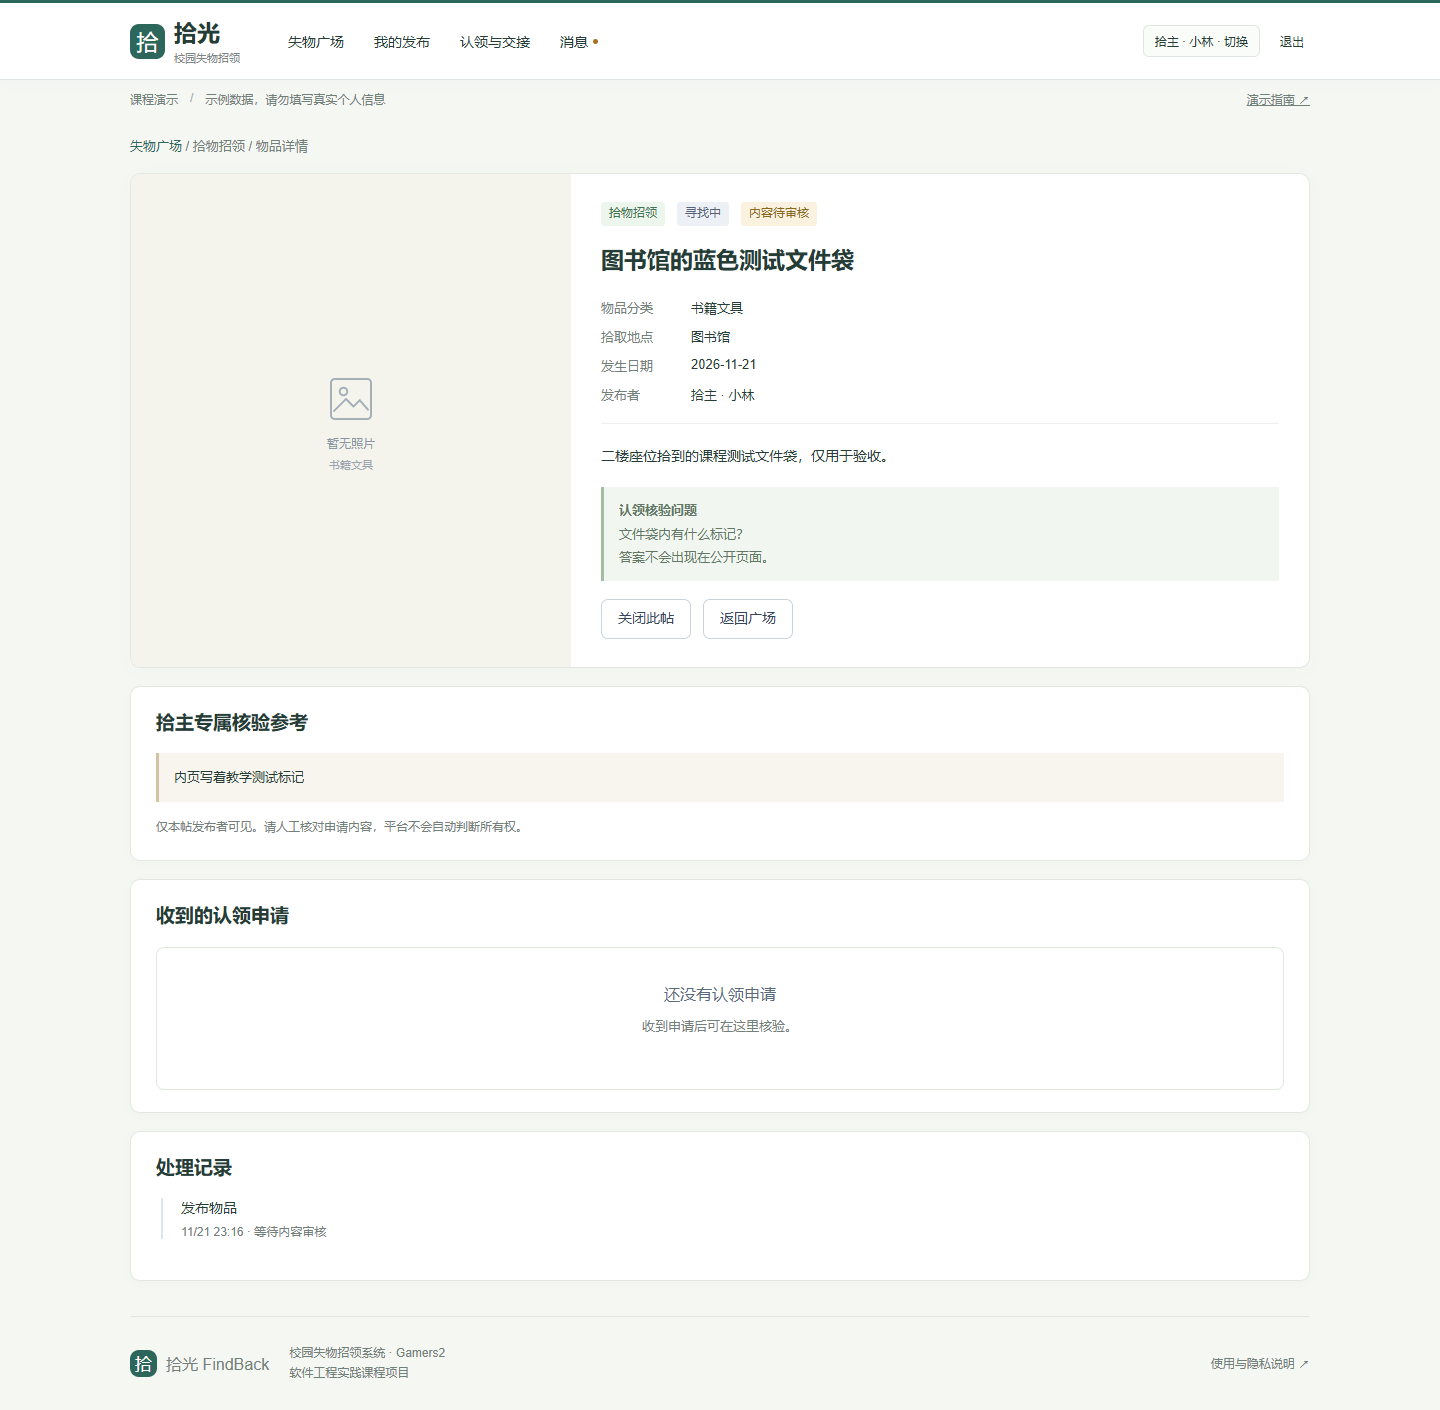 拾 拾光
校园失物招领
失物广场 我的发布 认领与交接 消息
拾主 · 小林 · 切换 退出
课程演示 / 示例数据，请勿填写真实个人信息 演示指南 ↗
失物广场 / 拾物招领 / 物品详情
暂无照片
书籍文具
拾物招领 寻找中 内容待审核
图书馆的蓝色测试文件袋
物品分类 书籍文具
拾取地点 图书馆
发生日期 2026-11-21
发布者 拾主 · 小林
二楼座位拾到的课程测试文件袋，仅用于验收。
认领核验问题
文件袋内有什么标记？
答案不会出现在公开页面。
关闭此帖 返回广场
拾主专属核验参考
内页写着教学测试标记
仅本帖发布者可见。请人工核对申请内容，平台不会自动判断所有权。
收到的认领申请
还没有认领申请
收到申请后可在这里核验。
处理记录
发布物品
11/21 23:16 · 等待内容审核
拾 拾光 FindBack
校园失物招领系统 · Gamers2
软件工程实践课程项目
使用与隐私说明 ↗